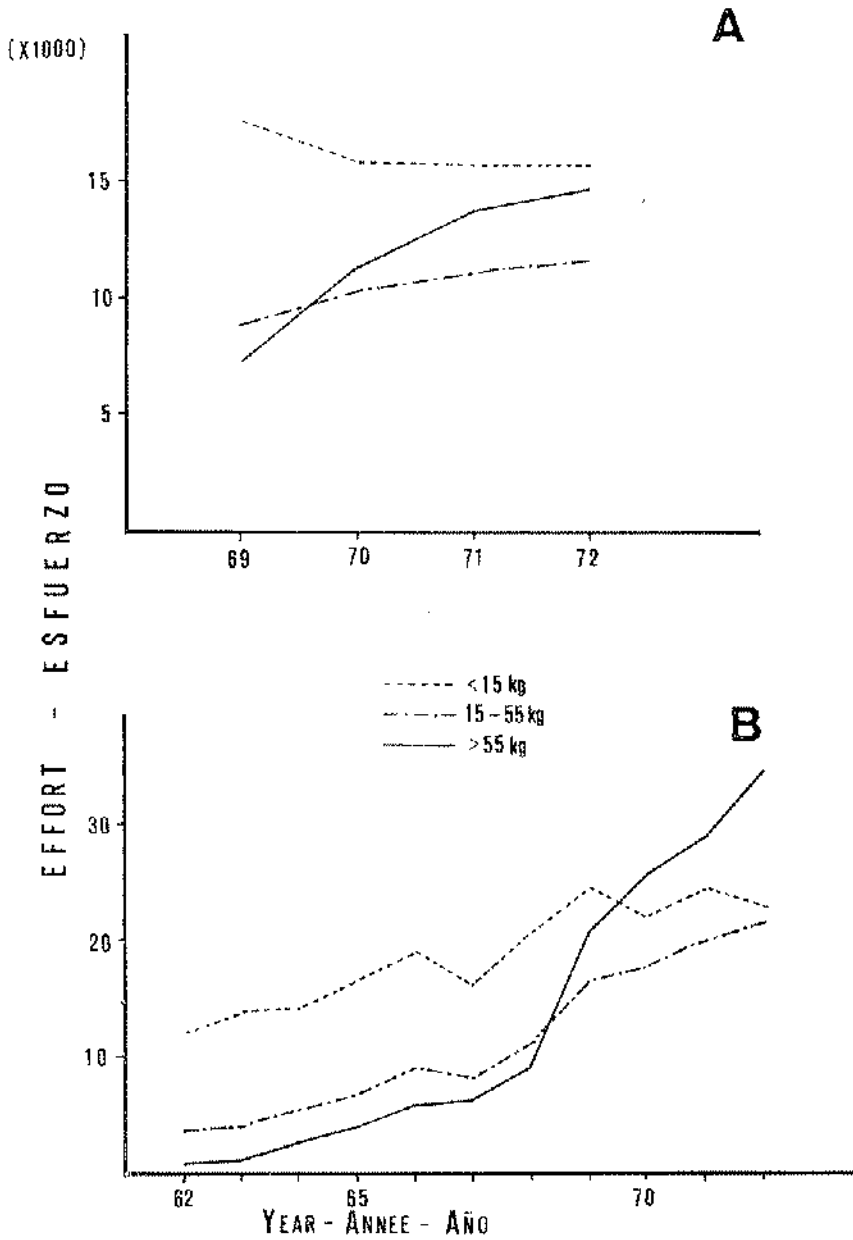 A
(X1000)
15
10
5
69 70 71 72
EFFORT - ESFUERZO
<15 kg
15-55 kg
>55 kg
B
30
20
10
62 65 70
YEAR - ANNEE - AÑO